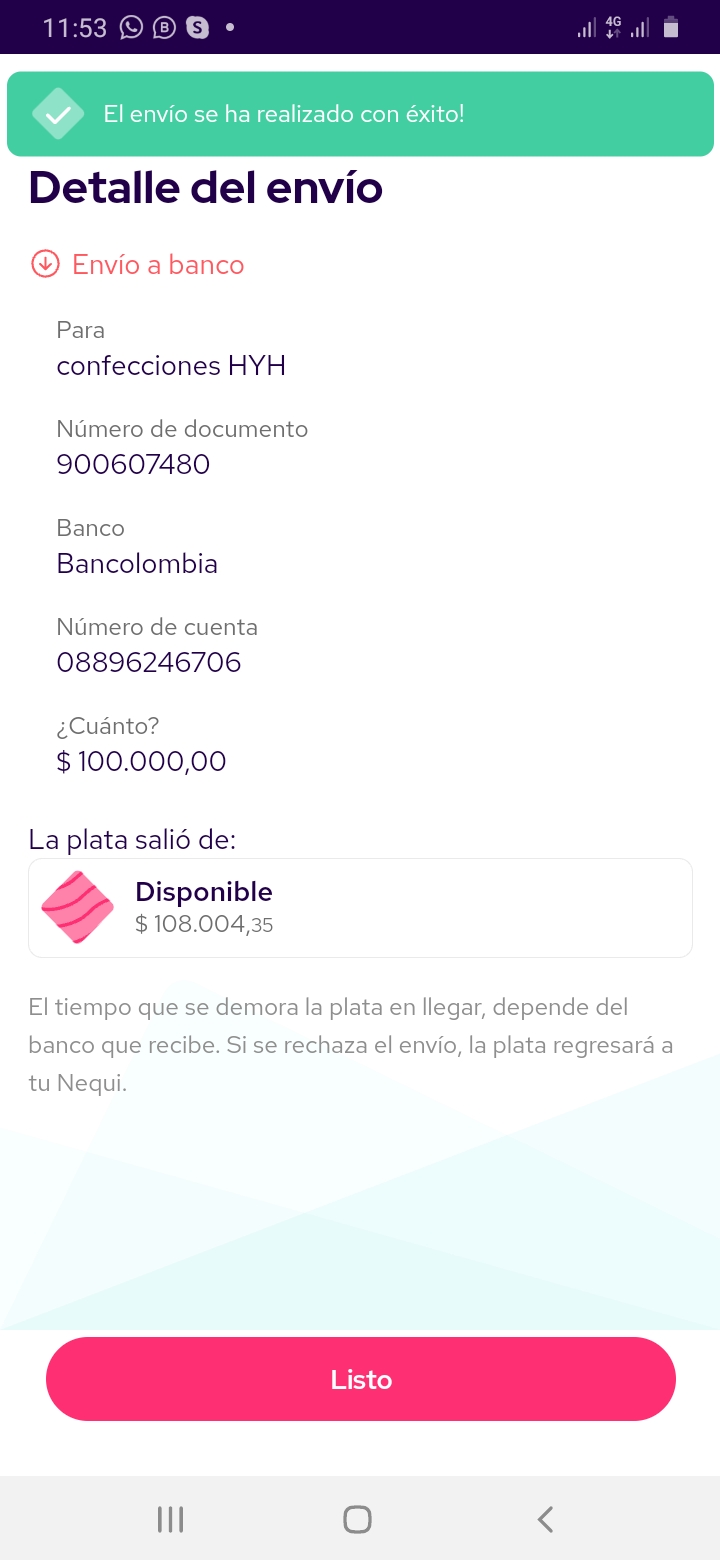 11:53
4G
El envío se ha realizado con éxito!
Detalle del envío
Envío a banco
Para
confecciones HYH
Número de documento
900607480
Banco
Bancolombia
Número de cuenta
08896246706
¿Cuánto?
$ 100.000,00
La plata salió de:
Disponible
$ 108.004,35
El tiempo que se demora la plata en llegar, depende del
banco que recibe. Si se rechaza el envío, la plata regresará a
tu Nequi.
Listo